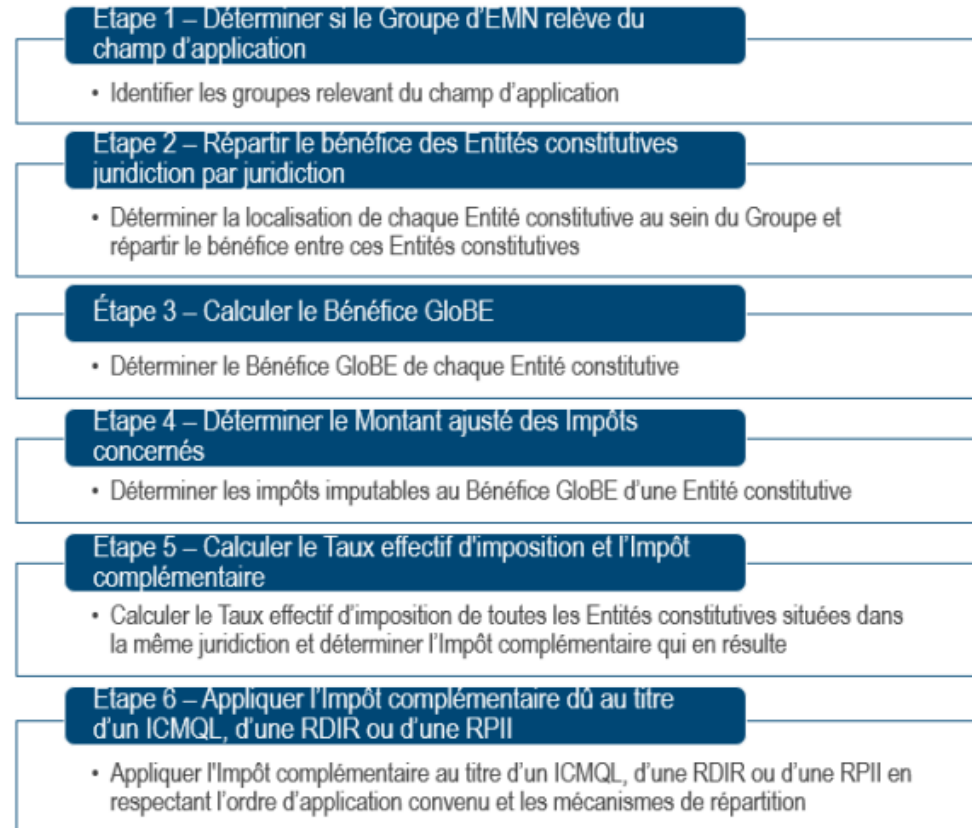 Etape 1 – Déterminer si le Groupe d'EMN relève du
champ d'application
• Identifier les groupes relevant du champ d'application
Etape 2 – Répartir le bénéfice des Entités constitutives
juridiction par juridiction
• Déterminer la localisation de chaque Entité constitutive au sein du Groupe et
répartir le bénéfice entre ces Entités constitutives
Étape 3 – Calculer le Bénéfice GloBE
• Déterminer le Bénéfice GloBE de chaque Entité constitutive
Etape 4 – Déterminer le Montant ajusté des Impôts
concernés
• Déterminer les impôts imputables au Bénéfice GloBE d'une Entité constitutive
Etape 5 – Calculer le Taux effectif d'imposition et l'Impôt
complémentaire
• Calculer le Taux effectif d'imposition de toutes les Entités constitutives situées dans
la même juridiction et déterminer l'Impôt complémentaire qui en résulte
Etape 6 – Appliquer l'Impôt complémentaire dû au titre
d'un ICMQL, d'une RDIR ou d'une RPII
• Appliquer l'Impôt complémentaire au titre d'un ICMQL, d'une RDIR ou d'une RPII en
respectant l'ordre d'application convenu et les mécanismes de répartition